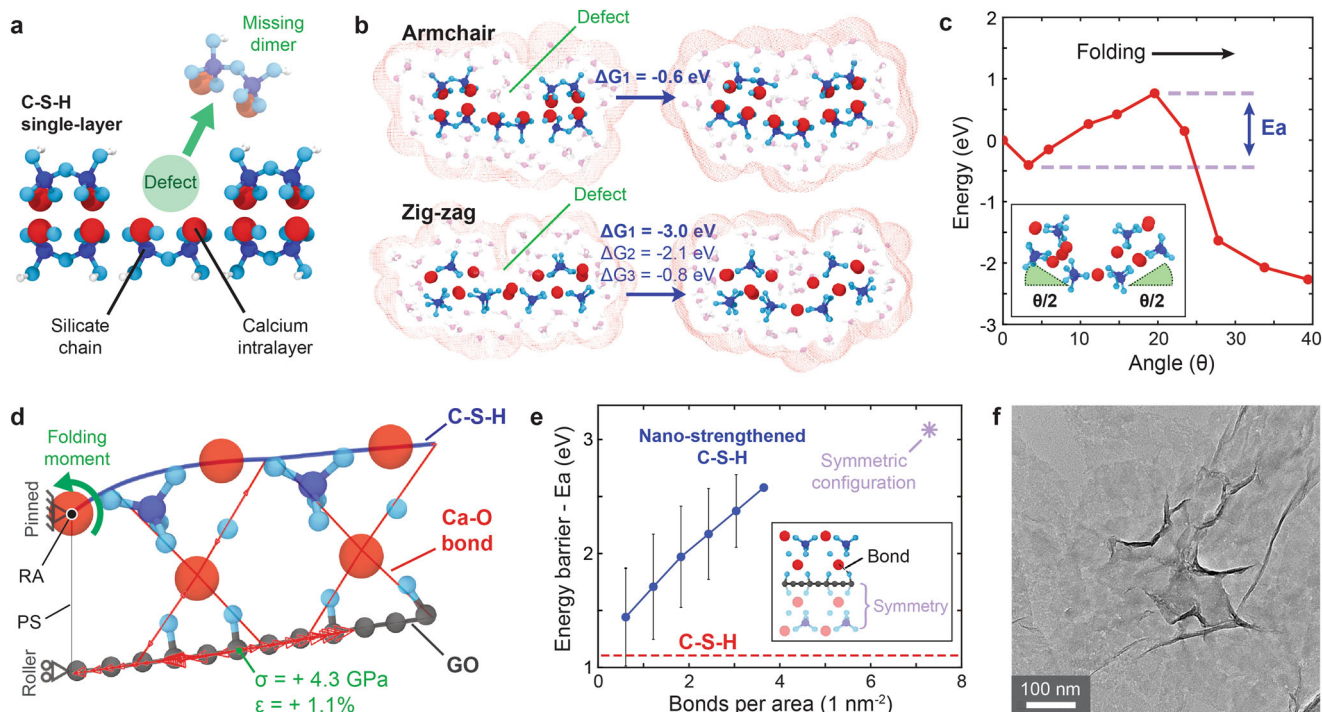 a
Missing
dimer
C-S-H
single-layer
Defect
Silicate
chain
Calcium
intralayer
b
Armchair
Defect
ΔG1 = -0.6 eV
Zig-zag
Defect
ΔG1 = -3.0 eV
ΔG2 = -2.1 eV
ΔG3 = -0.8 eV
c
Energy (eV)
2
1
0
-1
-2
-3
Folding
Ea
θ/2
θ/2
0
10
20
30
40
Angle (θ)
d
Folding
moment
C-S-H
Pinned
RA
PS
Roller
Ca-O
bond
GO
σ = + 4.3 GPa
ε = + 1.1%
e
Energy barrier - Ea (eV)
3
2
1
Nano-strengthened
C-S-H
Symmetric
configuration
Bond
Symmetry
C-S-H
0
2
4
6
8
Bonds per area (1 nm⁻²)
f
100 nm